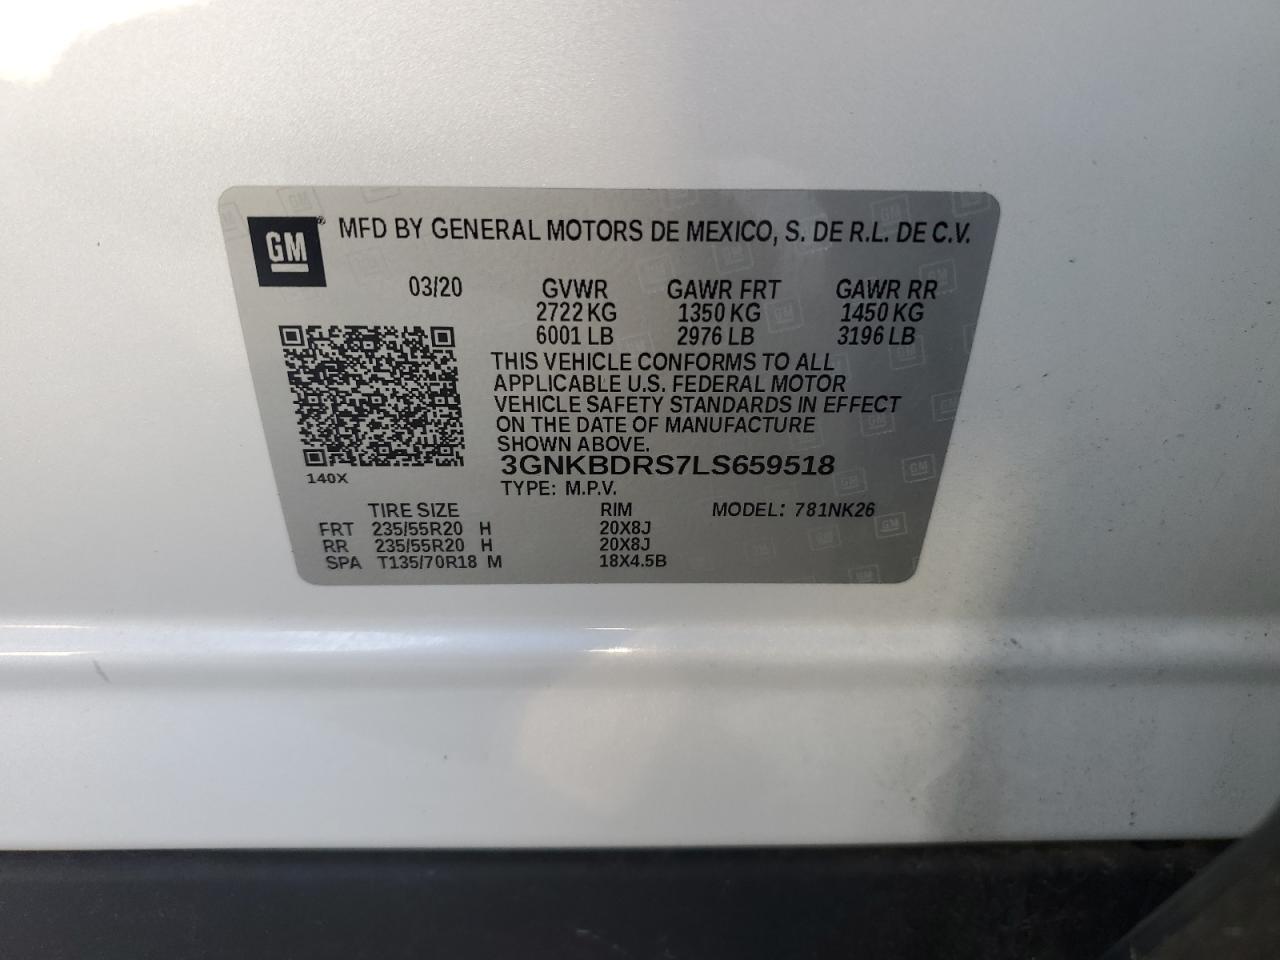 GM® MFD BY GENERAL MOTORS DE MEXICO, S. DE R.L. DE C.V.
03/20 GVWR GAWR FRT GAWR RR
2722 KG 1350 KG 1450 KG
6001 LB 2976 LB 3196 LB
THIS VEHICLE CONFORMS TO ALL
APPLICABLE U.S. FEDERAL MOTOR
VEHICLE SAFETY STANDARDS IN EFFECT
ON THE DATE OF MANUFACTURE
SHOWN ABOVE.
3GNKBDRS7LS659518
140X
TYPE: M.P.V.
TIRE SIZE RIM MODEL: 781NK26
FRT 235/55R20 H 20X8J
RR 235/55R20 H 20X8J
SPA T135/70R18 M 18X4.5B